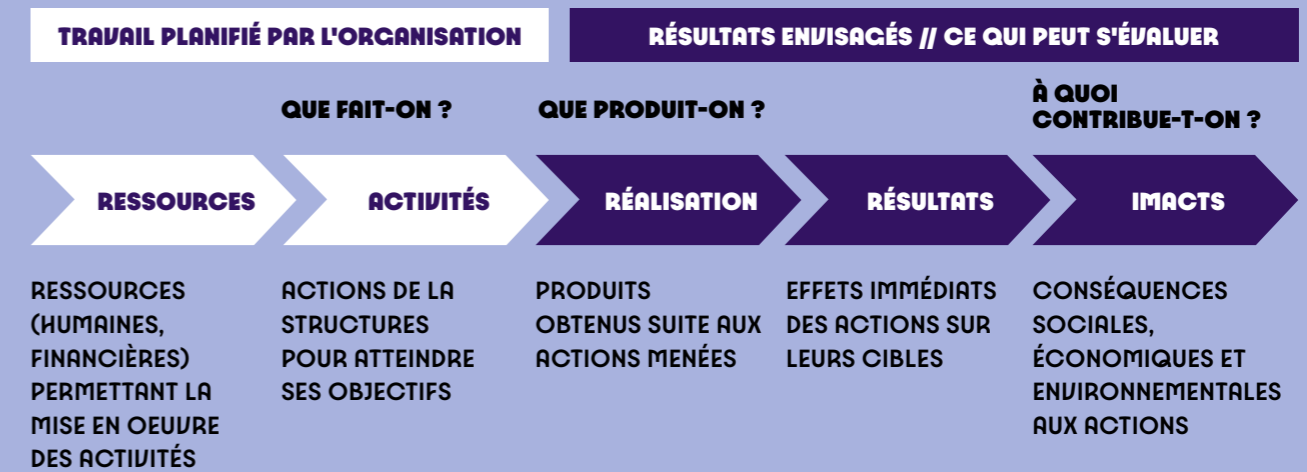 TRAVAIL PLANIFIÉ PAR L'ORGANISATION
RÉSULTATS ENVISAGÉS // CE QUI PEUT S'ÉVALUER
QUE FAIT-ON ?
QUE PRODUIT-ON ?
À QUOI
CONTRIBUE-T-ON ?
RESSOURCES
ACTIVITÉS
RÉALISATION
RÉSULTATS
IMACTS
RESSOURCES
(HUMAINES,
FINANCIÈRES)
PERMETTANT LA
MISE EN OEUVRE
DES ACTIVITÉS
ACTIONS DE LA
STRUCTURES
POUR ATTEINDRE
SES OBJECTIFS
PRODUITS
OBTENUS SUITE AUX
ACTIONS MENÉES
EFFETS IMMÉDIATS
DES ACTIONS SUR
LEURS CIBLES
CONSÉQUENCES
SOCIALES,
ÉCONOMIQUES ET
ENVIRONNEMENTALES
AUX ACTIONS